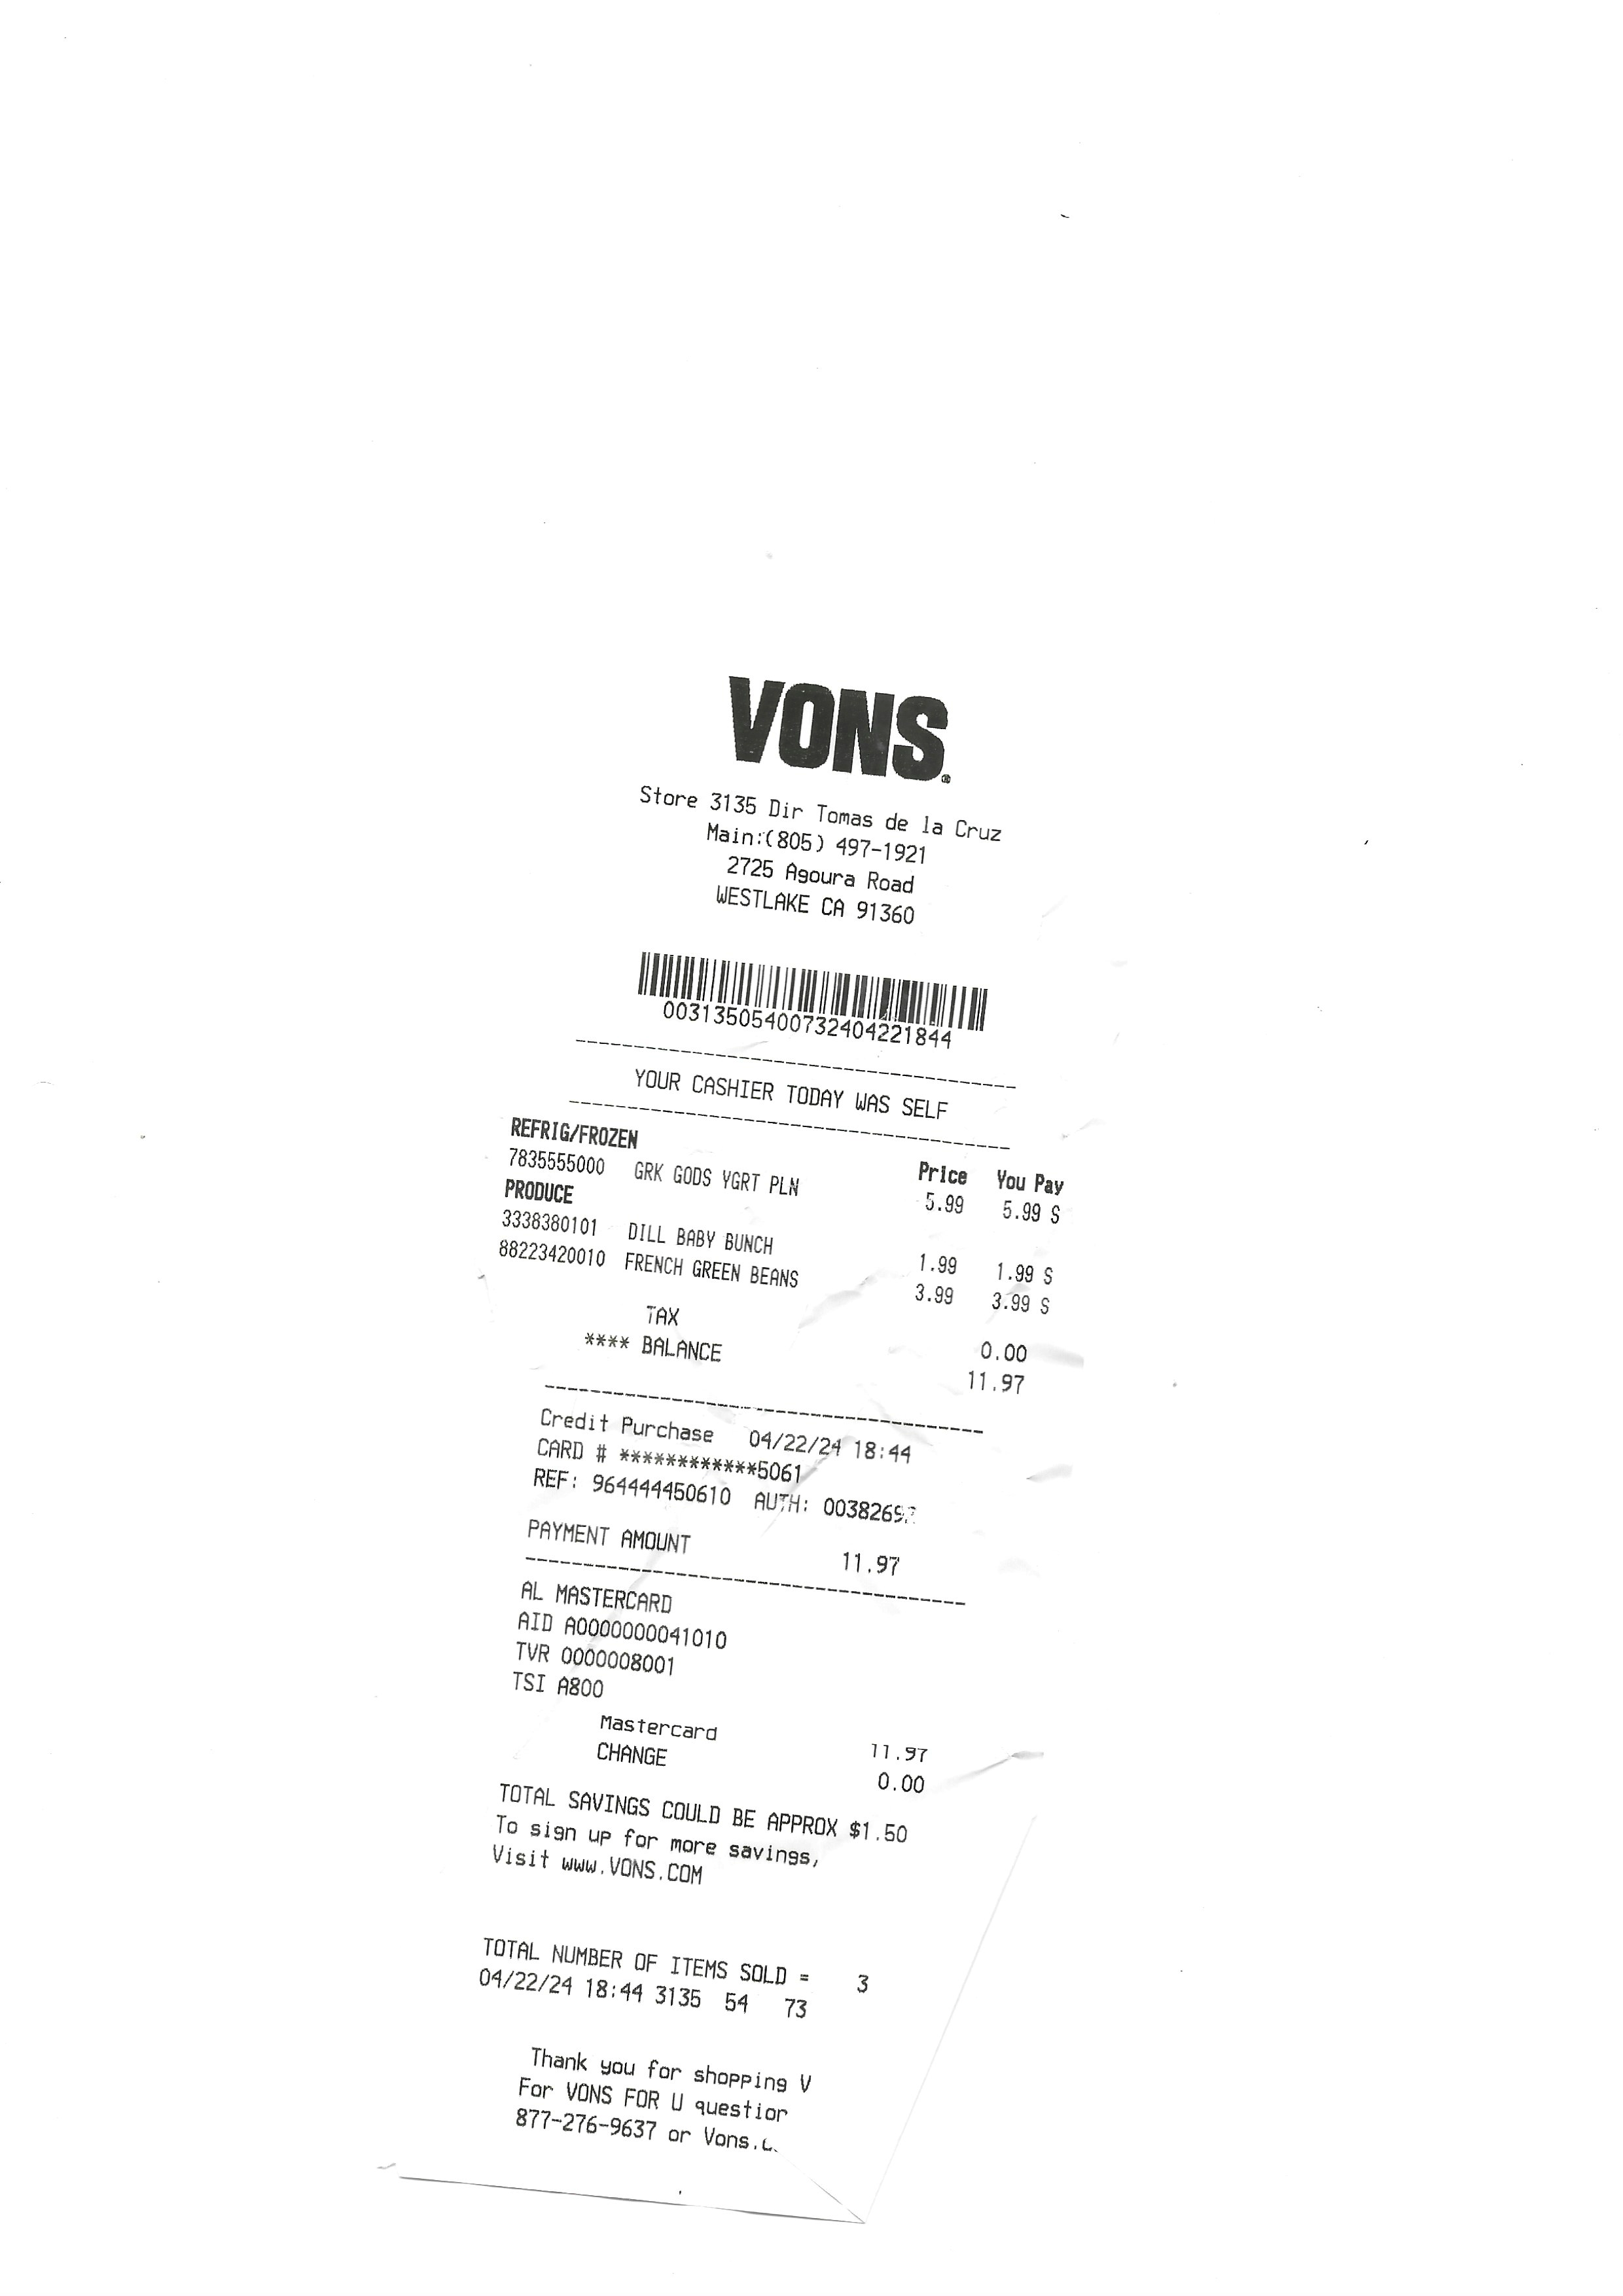 VONS
Store 3135 Dir Tomas de la Cruz
Main:(805) 497-1921
2725 Agoura Road
WESTLAKE CA 91360
00313505400732404221844
YOUR CASHIER TODAY WAS SELF
Price You Pay
REFRIG/FROZEN
7835555000 GRK GODS YGRT PLN 5.99 5.99 S
PRODUCE
3338380101 DILL BABY BUNCH 1.99 1.99 S
88223420010 FRENCH GREEN BEANS 3.99 3.99 S
TAX 0.00
**** BALANCE 11.97
Credit Purchase 04/22/24 18:44
CARD # ************5061
REF: 964444450610 AUTH:
PAYMENT AMOUNT 11.97
AL MASTERCARD
AID A0000000041010
TVR 0000008001
TSI A800
Mastercard 11.97
CHANGE 0.00
TOTAL SAVINGS COULD BE APPROX $1.50
To sign up for more savings,
Visit www.VONS.COM
TOTAL NUMBER OF ITEMS SOLD = 3
04/22/24 18:44 3135 54 73
Thank you for shopping V
For VONS FOR U
877-276-9637 or Vons.